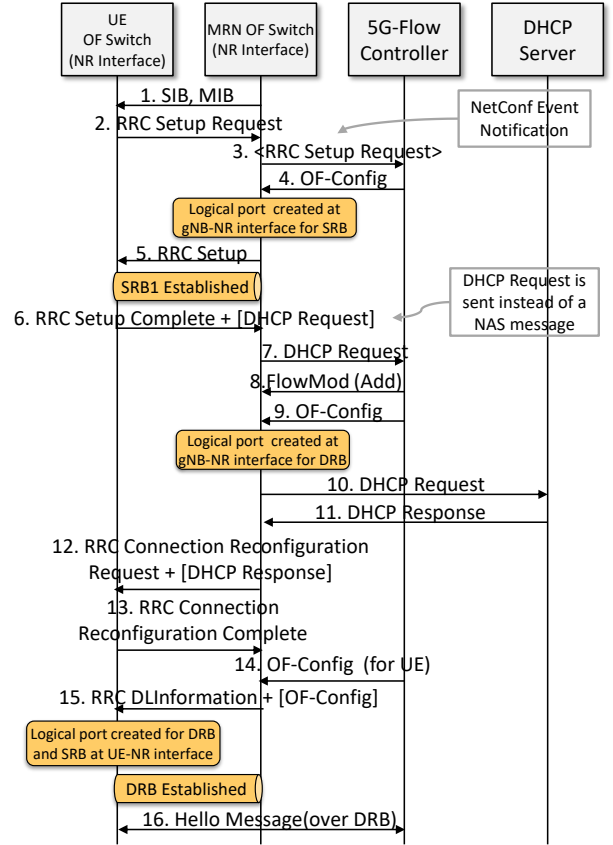 UE
OF Switch
(NR Interface)
MRN OF Switch
(NR Interface)
5G-Flow
Controller
DHCP
Server
1. SIB, MIB
2. RRC Setup Request
NetConf Event
Notification
3. <RRC Setup Request>
4. OF-Config
Logical port created at
gNB-NR interface for SRB
5. RRC Setup
SRB1 Established
DHCP Request is
sent instead of a
NAS message
6. RRC Setup Complete + [DHCP Request]
7. DHCP Request
8.FlowMod (Add)
9. OF-Config
Logical port created at
gNB-NR interface for DRB
10. DHCP Request
11. DHCP Response
12. RRC Connection Reconfiguration
Request + [DHCP Response]
13. RRC Connection
Reconfiguration Complete
14. OF-Config (for UE)
15. RRC DLInformation + [OF-Config]
Logical port created for DRB
and SRB at UE-NR interface
DRB Established
16. Hello Message(over DRB)